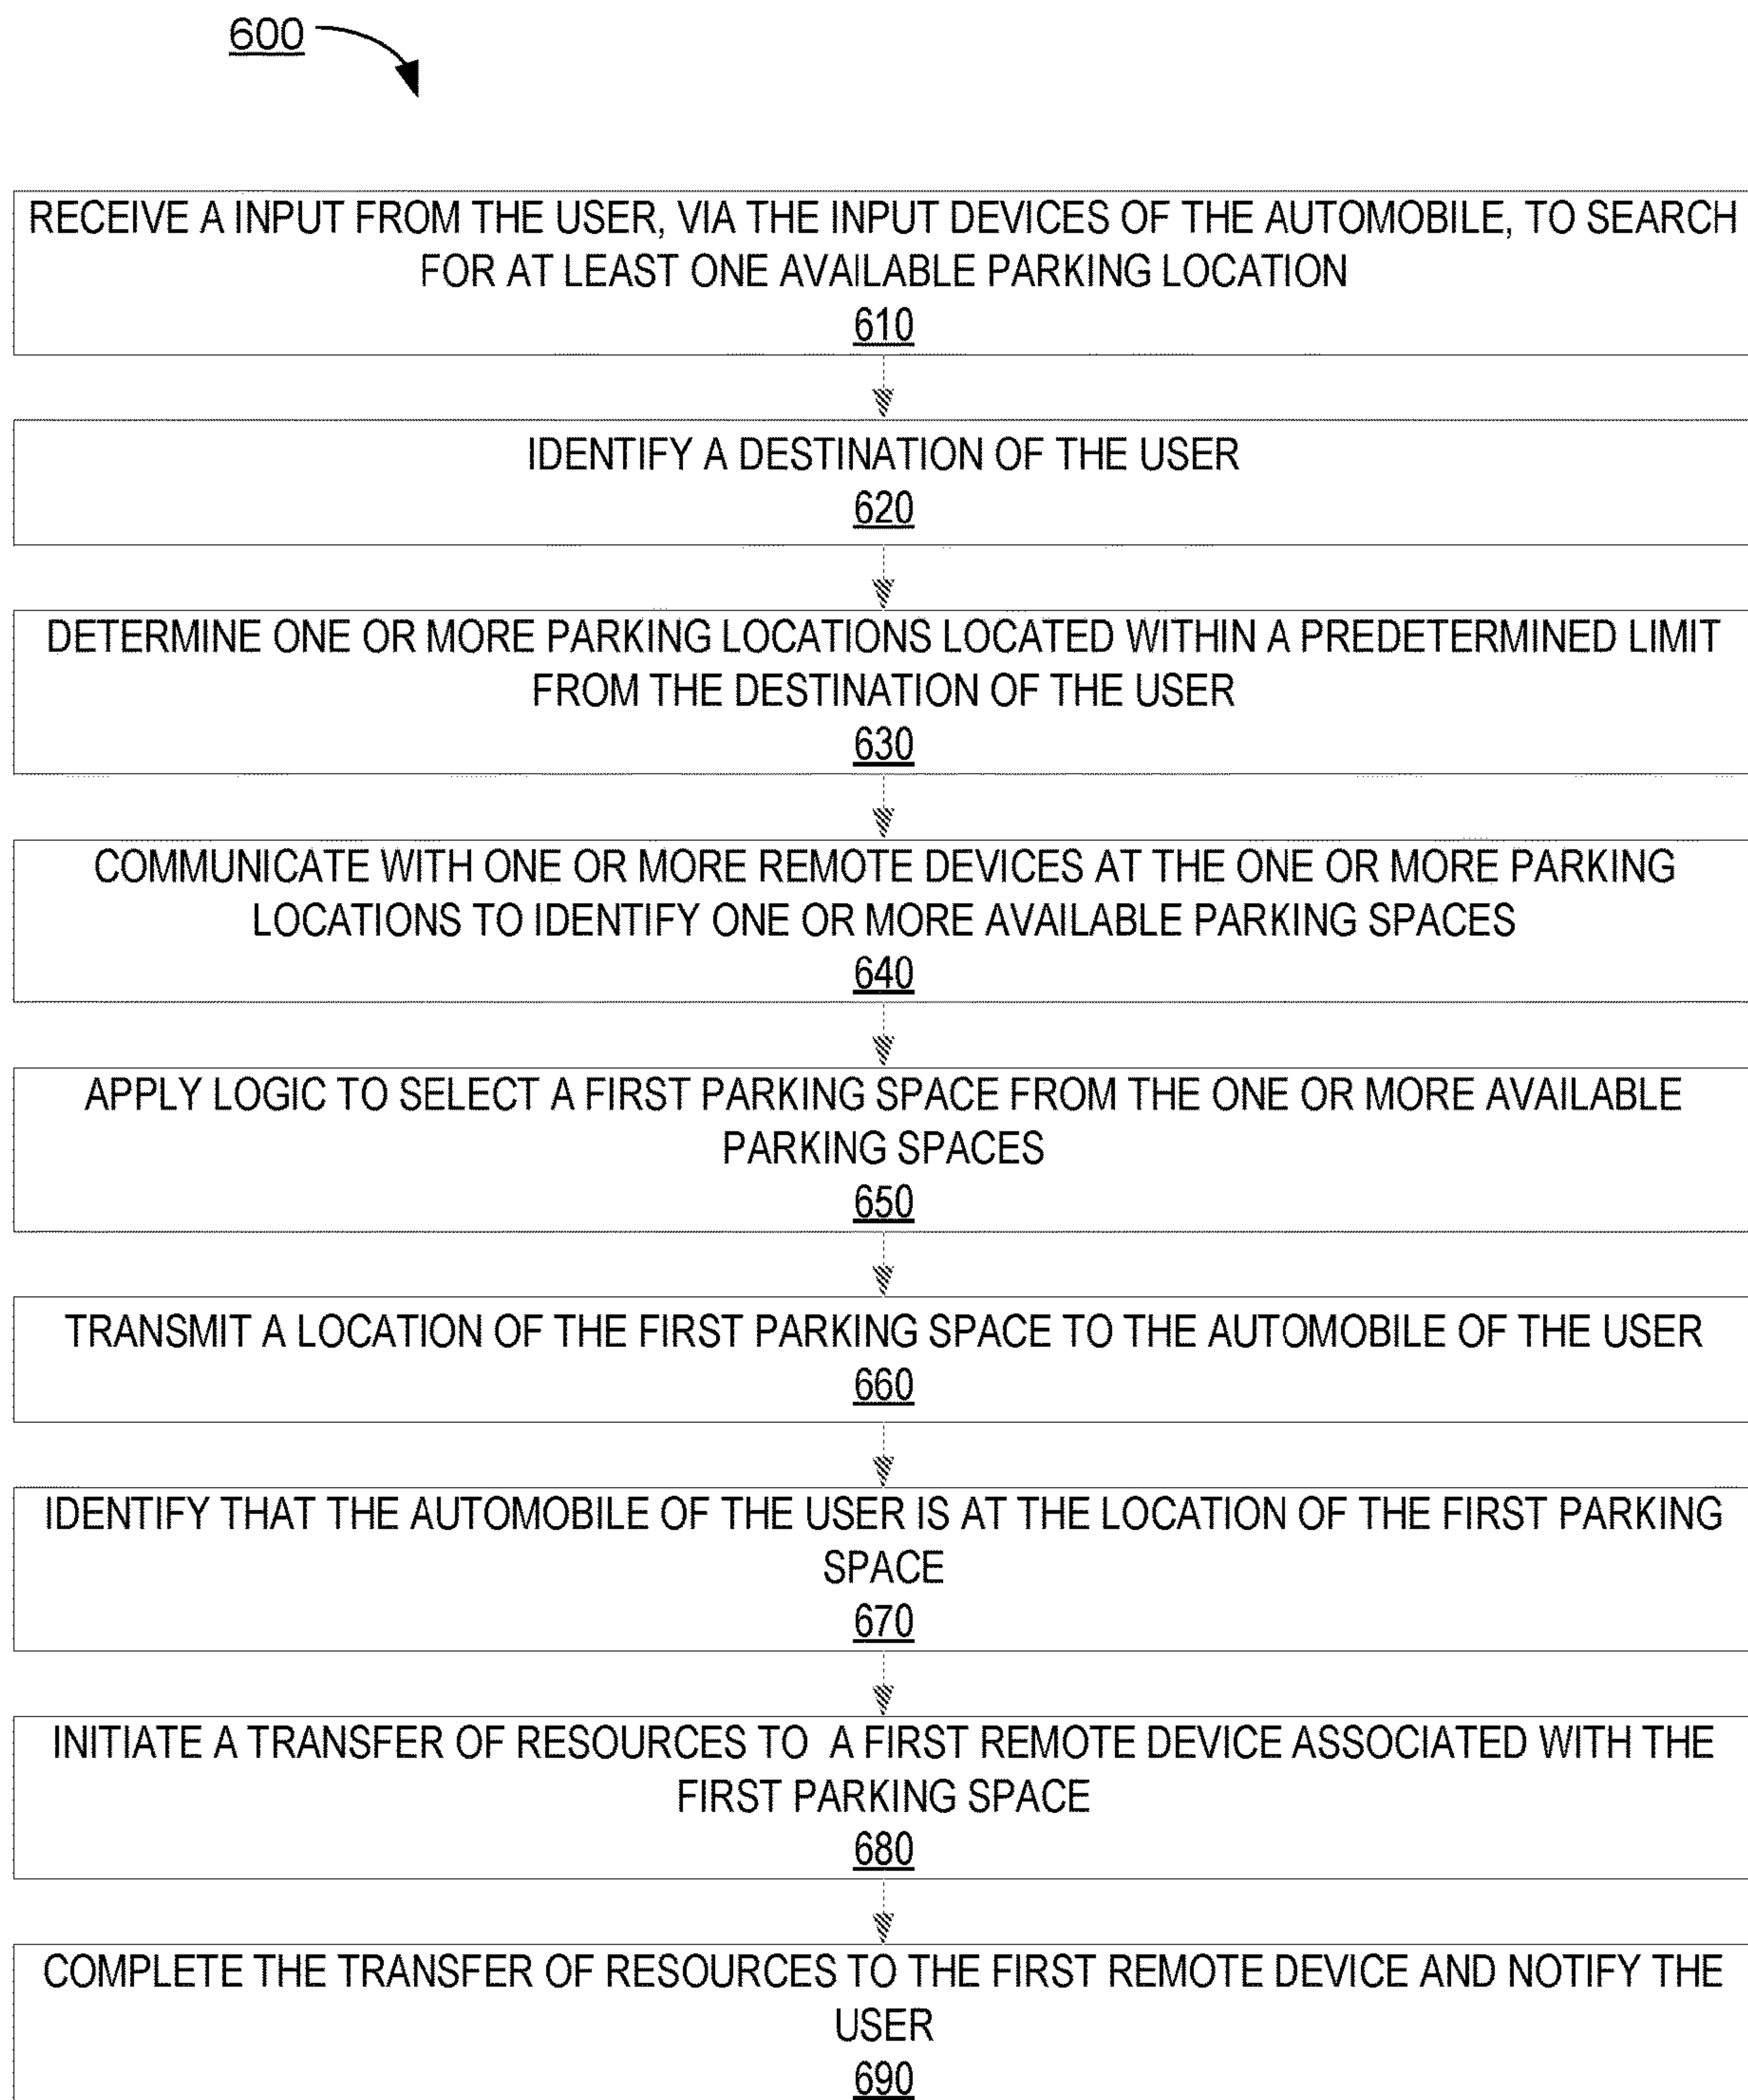 600
RECEIVE A INPUT FROM THE USER, VIA THE INPUT DEVICES OF THE AUTOMOBILE, TO SEARCH
FOR AT LEAST ONE AVAILABLE PARKING LOCATION
610
IDENTIFY A DESTINATION OF THE USER
620
DETERMINE ONE OR MORE PARKING LOCATIONS LOCATED WITHIN A PREDETERMINED LIMIT
FROM THE DESTINATION OF THE USER
630
COMMUNICATE WITH ONE OR MORE REMOTE DEVICES AT THE ONE OR MORE PARKING
LOCATIONS TO IDENTIFY ONE OR MORE AVAILABLE PARKING SPACES
640
APPLY LOGIC TO SELECT A FIRST PARKING SPACE FROM THE ONE OR MORE AVAILABLE
PARKING SPACES
650
TRANSMIT A LOCATION OF THE FIRST PARKING SPACE TO THE AUTOMOBILE OF THE USER
660
IDENTIFY THAT THE AUTOMOBILE OF THE USER IS AT THE LOCATION OF THE FIRST PARKING
SPACE
670
INITIATE A TRANSFER OF RESOURCES TO A FIRST REMOTE DEVICE ASSOCIATED WITH THE
FIRST PARKING SPACE
680
COMPLETE THE TRANSFER OF RESOURCES TO THE FIRST REMOTE DEVICE AND NOTIFY THE
USER
690